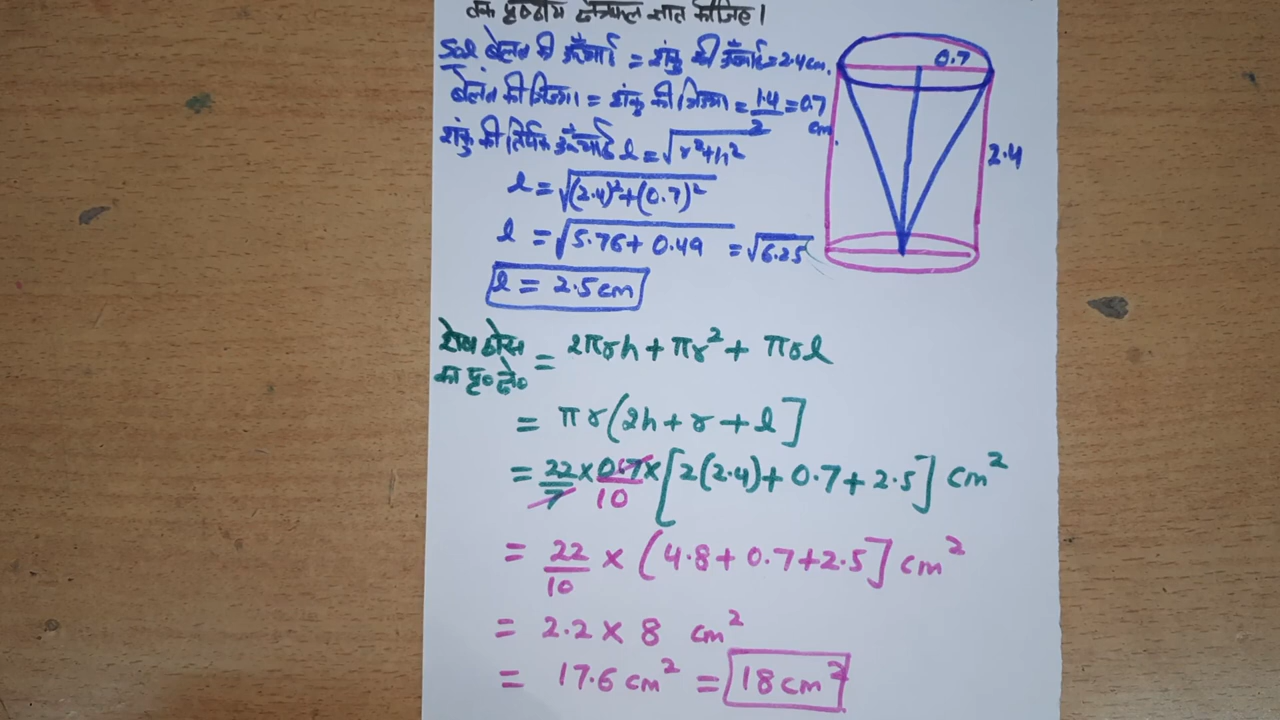 वक्र पृष्ठीय क्षेत्रफल ज्ञात कीजिए।
Sol बेलन की ऊँचाई = शंकु की ऊँचाई = 2.4 cm.
बेलन की त्रिज्या = शंकु की त्रिज्या = 1.4/2 = 0.7 cm
शंकु की तिर्यक ऊँचाई l = √r²+h²
l = √(2.4)²+(0.7)²
l = √5.76 + 0.49 = √6.25
l = 2.5 cm
0.7
2.4
शेष ठोस का पृ० क्षे० = 2πrh + πr² + πrl
= πr(2h + r + l]
= 22/7 × 0.7/10 × [2(2.4) + 0.7 + 2.5] cm²
= 22/10 × (4.8 + 0.7 + 2.5] cm²
= 2.2 × 8 cm²
= 17.6 cm² = 18 cm²